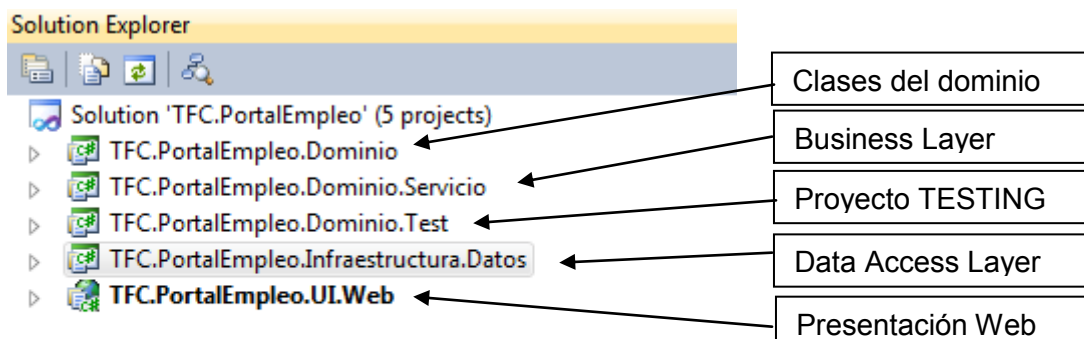 Solution Explorer
Solution 'TFC.PortalEmpleo' (5 projects)
TFC.PortalEmpleo.Dominio
TFC.PortalEmpleo.Dominio.Servicio
TFC.PortalEmpleo.Dominio.Test
TFC.PortalEmpleo.Infraestructura.Datos
TFC.PortalEmpleo.UI.Web
Clases del dominio
Business Layer
Proyecto TESTING
Data Access Layer
Presentación Web